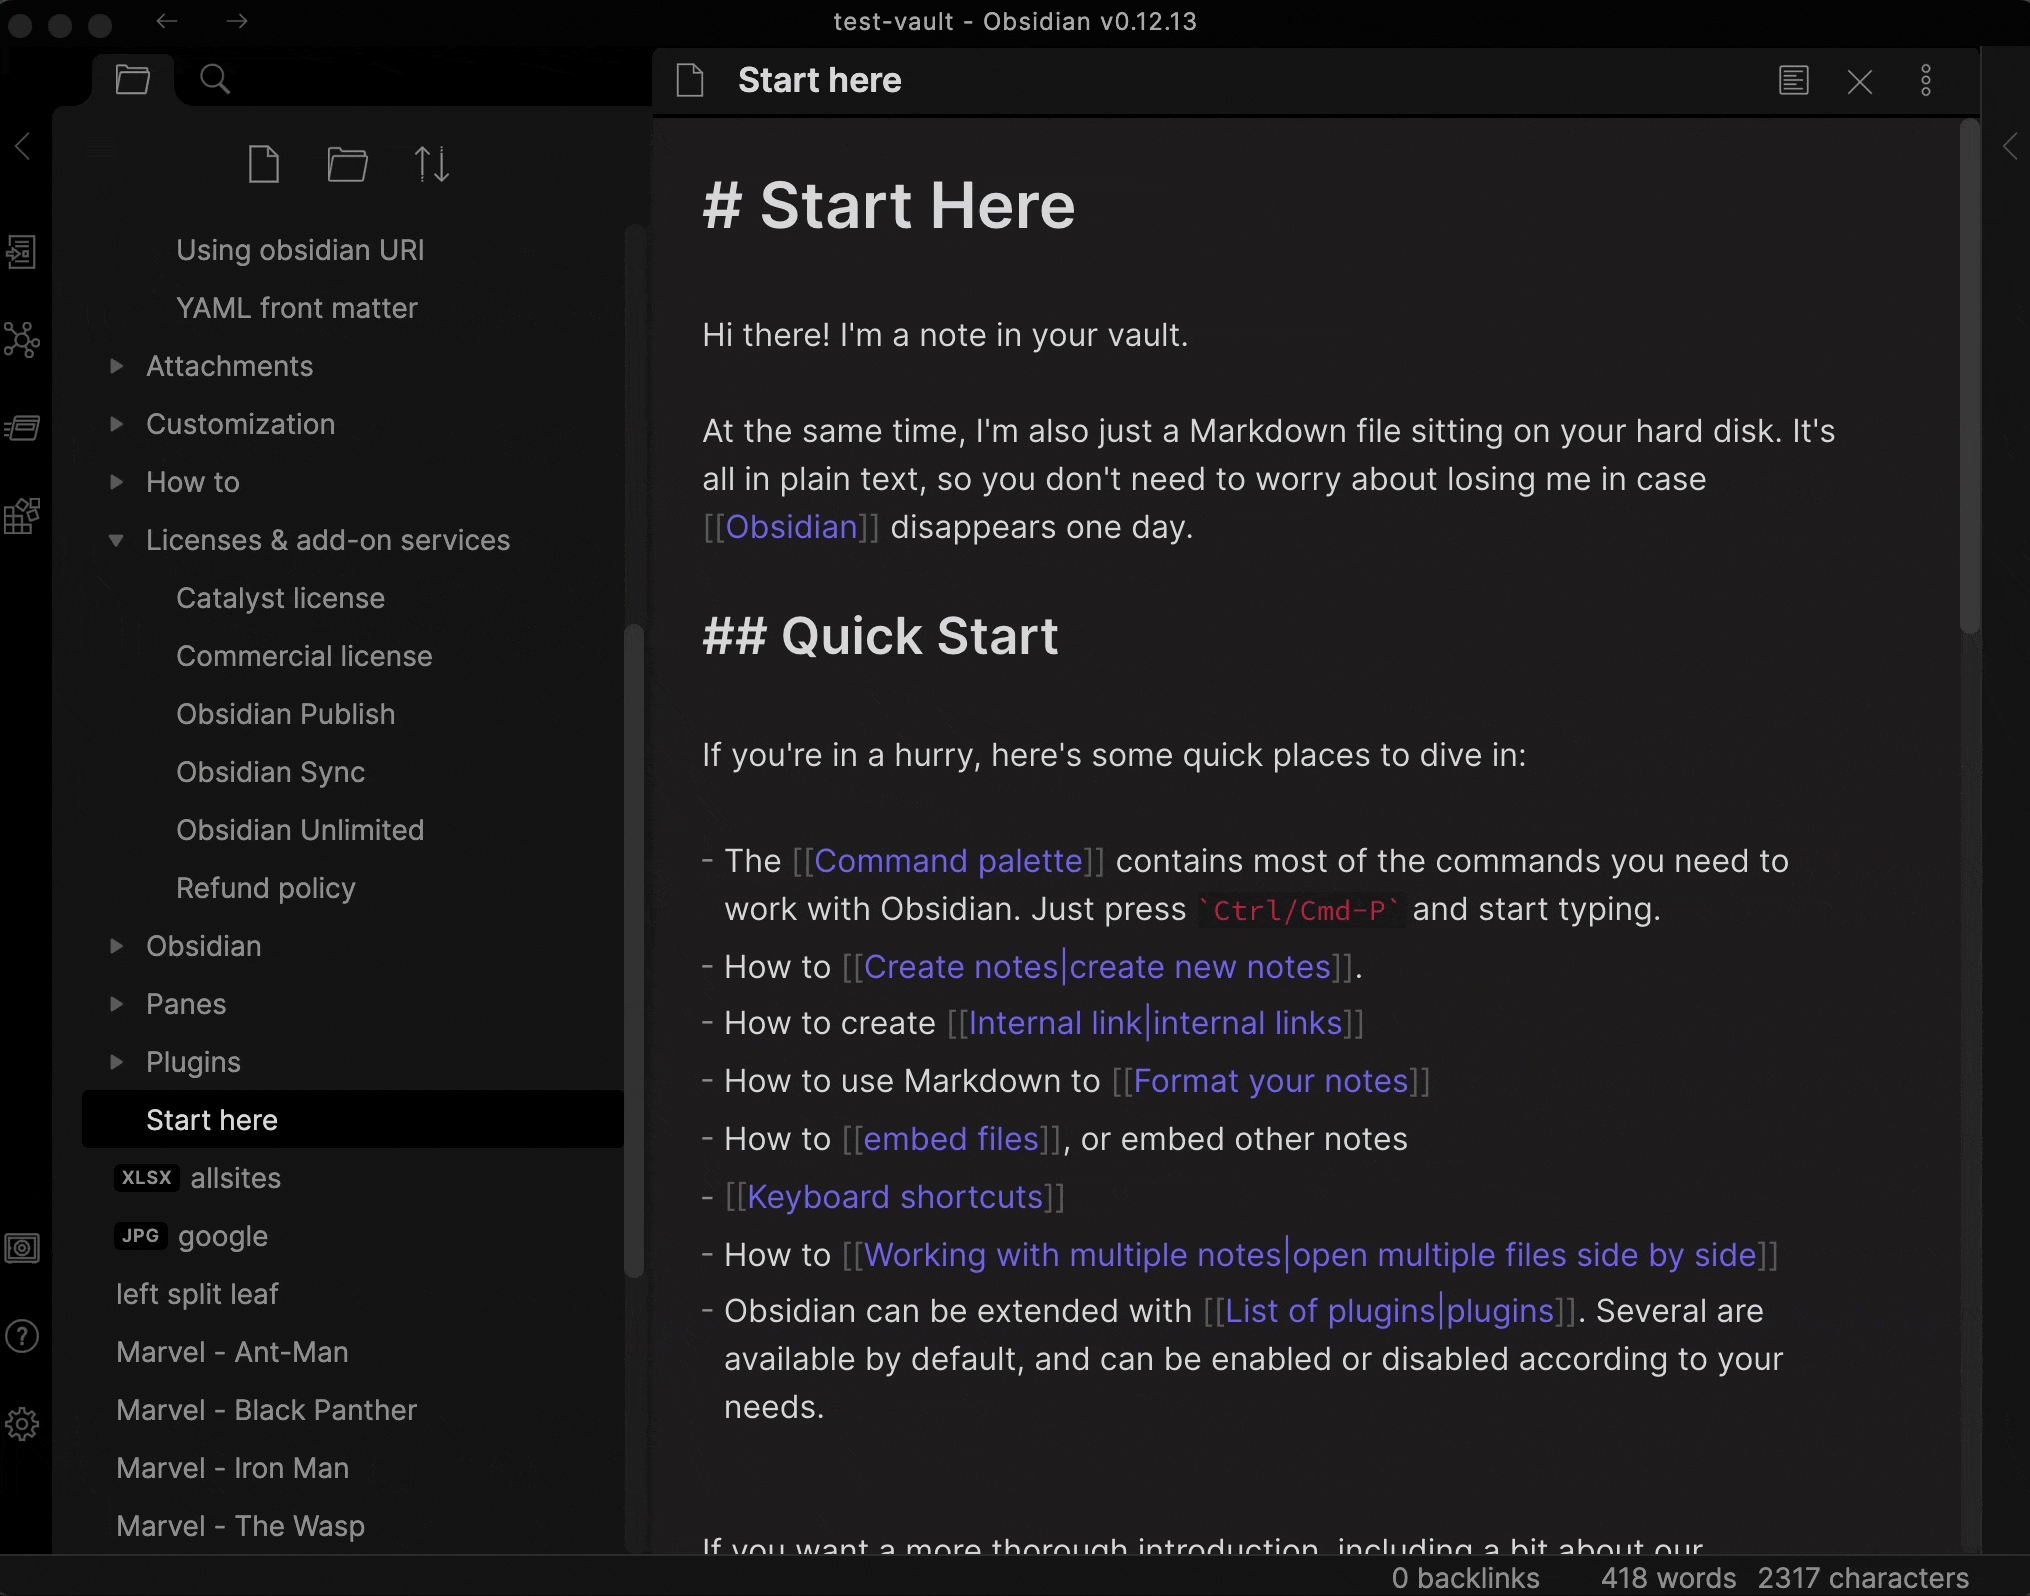 test-vault - Obsidian v0.12.13
Start here
Using obsidian URI
YAML front matter
Attachments
Customization
How to
Licenses & add-on services
Catalyst license
Commercial license
Obsidian Publish
Obsidian Sync
Obsidian Unlimited
Refund policy
Obsidian
Panes
Plugins
Start here
XLSX allsites
JPG google
left split leaf
Marvel - Ant-Man
Marvel - Black Panther
Marvel - Iron Man
Marvel - The Wasp
# Start Here
Hi there! I'm a note in your vault.
At the same time, I'm also just a Markdown file sitting on your hard disk. It's
all in plain text, so you don't need to worry about losing me in case
[[Obsidian]] disappears one day.
## Quick Start
If you're in a hurry, here's some quick places to dive in:
- The [[Command palette]] contains most of the commands you need to
work with Obsidian. Just press `Ctrl/Cmd-P` and start typing.
- How to [[Create notes|create new notes]].
- How to create [[Internal link|internal links]]
- How to use Markdown to [[Format your notes]]
- How to [[embed files]], or embed other notes
- [[Keyboard shortcuts]]
- How to [[Working with multiple notes|open multiple files side by side]]
- Obsidian can be extended with [[List of plugins|plugins]]. Several are
available by default, and can be enabled or disabled according to your
needs.
If you want a more thorough introduction, including a bit about our
0 backlinks 418 words 2317 characters